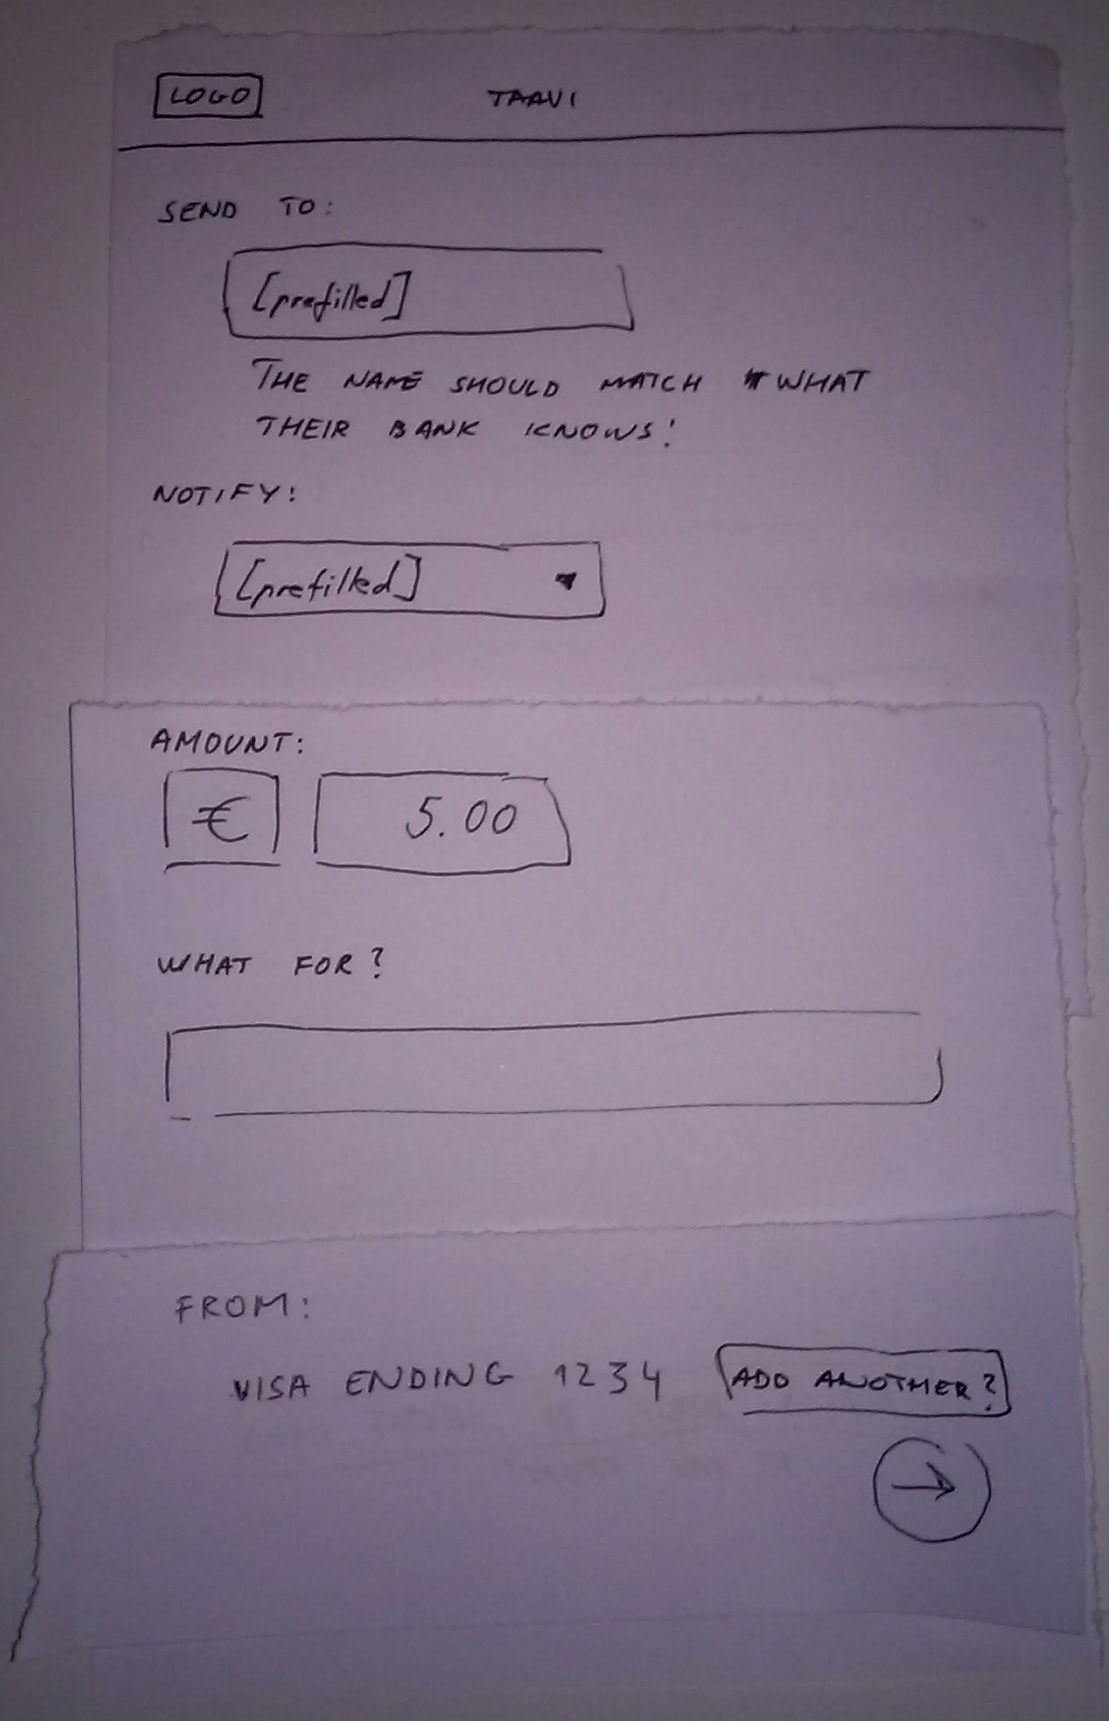 LOGO
TAAVI
SEND TO:
[prefilled]
THE NAME SHOULD MATCH WHAT
THEIR BANK KNOWS!
NOTIFY:
[prefilled]
AMOUNT:
€ 5.00
WHAT FOR?
FROM:
VISA ENDING 1234 ADD ANOTHER?